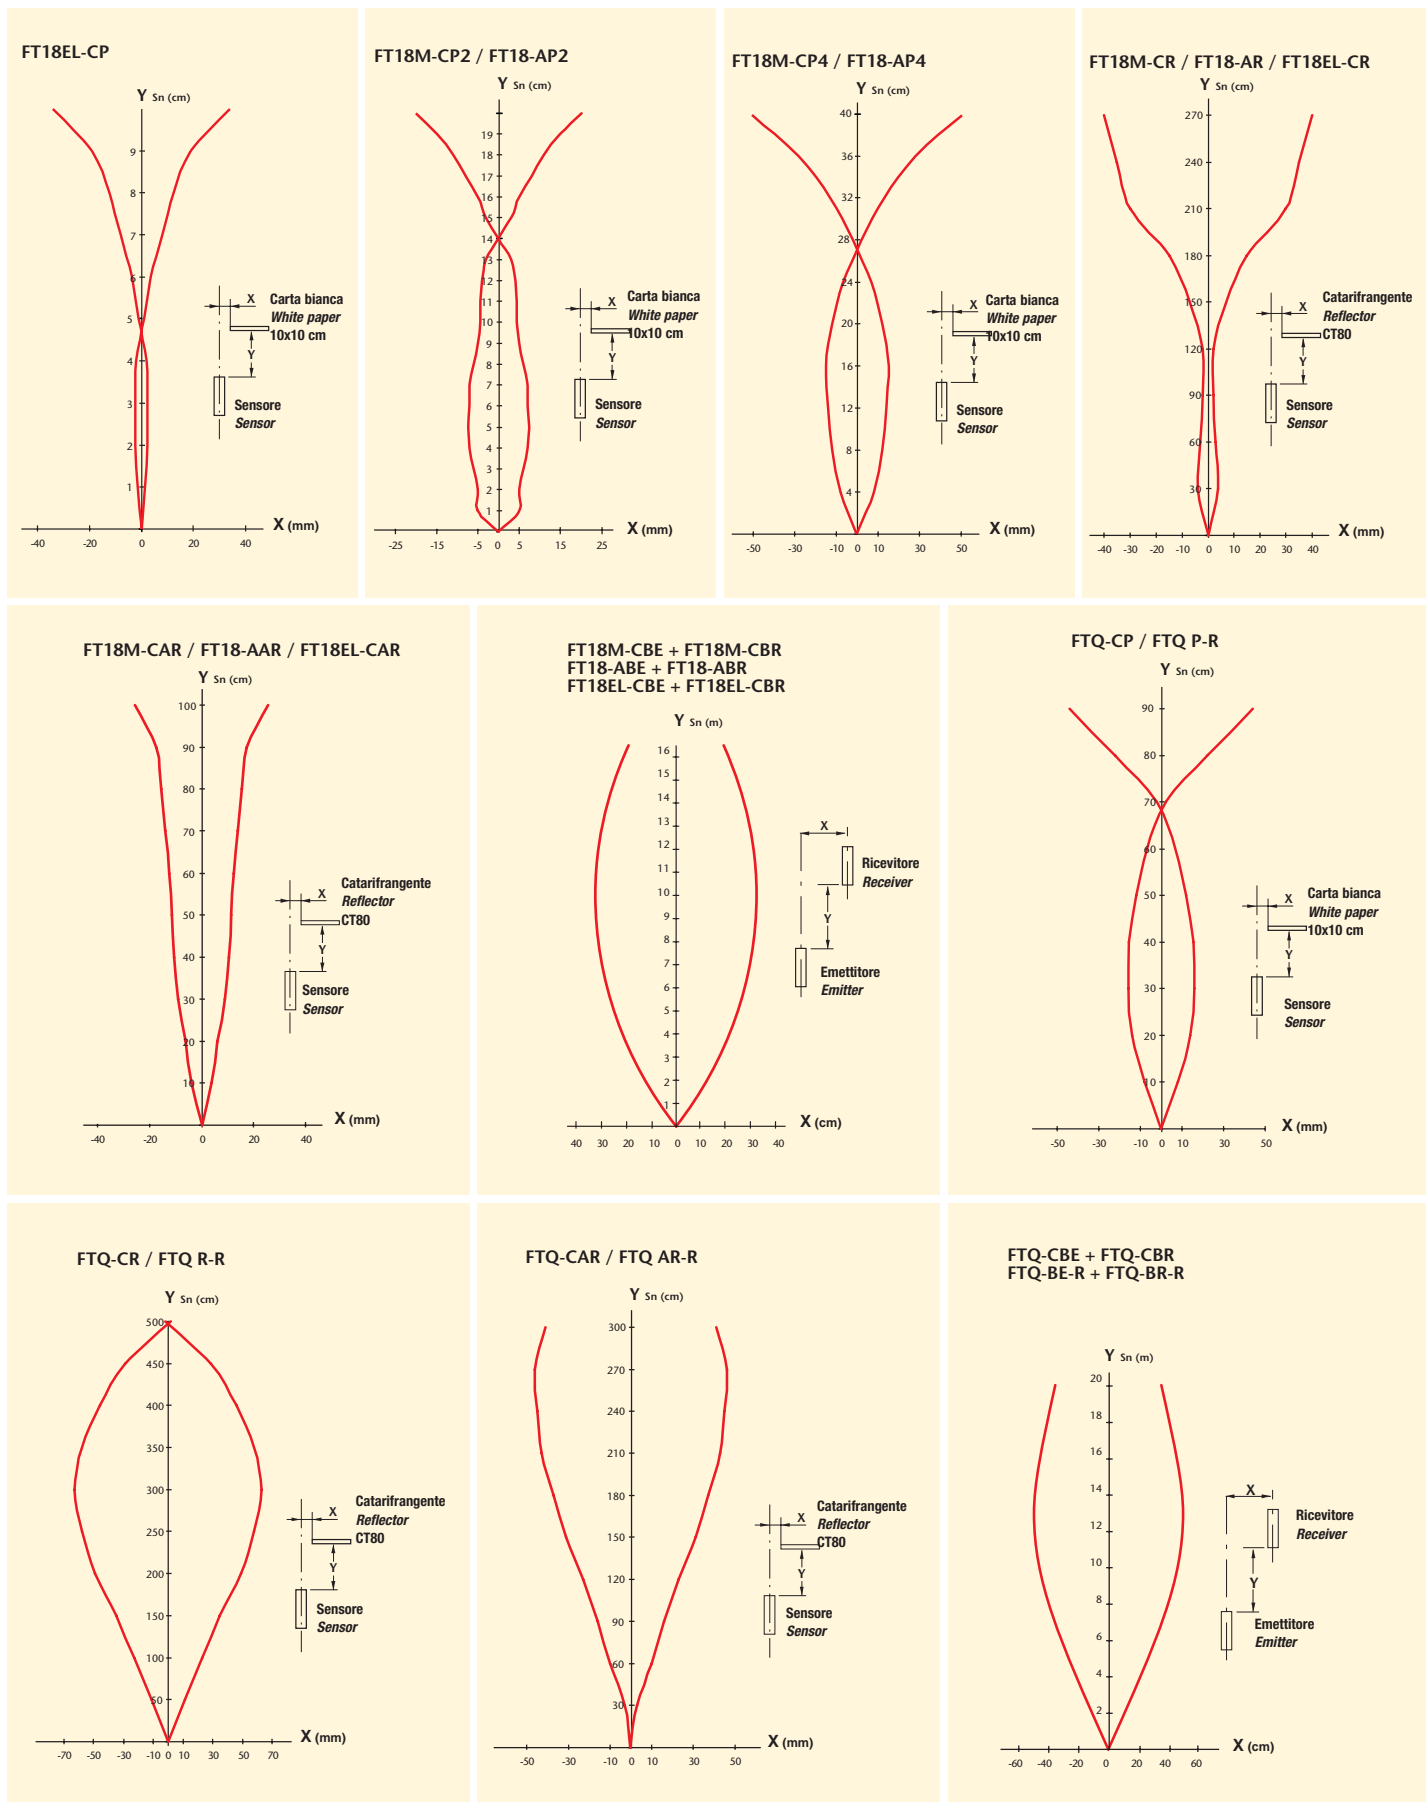 FT18EL-CP
Y Sn (cm)
9
8
7
6
5
4
3
2
1
-40 -20 0 20 40
X (mm)
X
Carta bianca
White paper
10x10 cm
Y
Sensore
Sensor
FT18M-CP2 / FT18-AP2
Y Sn (cm)
19
18
17
16
15
14
13
11
11
10
9
8
7
6
5
4
3
2
1
-25 -15 -5 0 5 15 25
X (mm)
X
Carta bianca
White paper
10x10 cm
Y
Sensore
Sensor
FT18M-CP4 / FT18-AP4
Y Sn (cm)
40
36
32
28
24
20
16
12
8
4
-50 -30 -10 0 10 30 50
X (mm)
X
Carta bianca
White paper
10x10 cm
Y
Sensore
Sensor
FT18M-CR / FT18-AR / FT18EL-CR
Y Sn (cm)
270
240
210
180
150
120
90
60
30
-40 -30 -20 -10 0 10 20 30 40
X (mm)
X
Catarifrangente
Reflector
CT80
Y
Sensore
Sensor
FT18M-CAR / FT18-AAR / FT18EL-CAR
Y Sn (cm)
100
90
80
70
60
50
40
30
20
10
-40 -20 0 20 40
X (mm)
X
Catarifrangente
Reflector
CT80
Y
Sensore
Sensor
FT18M-CBE + FT18M-CBR
FT18-ABE + FT18-ABR
FT18EL-CBE + FT18EL-CBR
Y Sn (m)
16
15
14
13
12
11
10
9
8
7
6
5
4
3
2
1
40 30 20 10 0 10 20 30 40
X (cm)
X
Ricevitore
Receiver
Y
Emettitore
Emitter
FTQ-CP / FTQ P-R
Y Sn (cm)
90
80
70
60
50
40
30
20
10
-50 -30 -10 0 10 30 50
X (mm)
X
Carta bianca
White paper
10x10 cm
Y
Sensore
Sensor
FTQ-CR / FTQ R-R
Y Sn (cm)
500
450
400
350
300
250
200
150
50
-70 -50 -30 -10 0 10 30 50 70
X (mm)
X
Catarifrangente
Reflector
CT80
Y
Sensore
Sensor
FTQ-CAR / FTQ AR-R
Y Sn (cm)
300
270
240
210
180
150
120
90
60
30
-50 -30 -10 0 10 30 50
X (mm)
X
Catarifrangente
Reflector
CT80
Y
Sensore
Sensor
FTQ-CBE + FTQ-CBR
FTQ-BE-R + FTQ-BR-R
Y Sn (m)
20
18
16
14
12
10
8
6
4
2
-60 -40 20 0 20 40 60
X (cm)
X
Ricevitore
Receiver
Y
Emettitore
Emitter